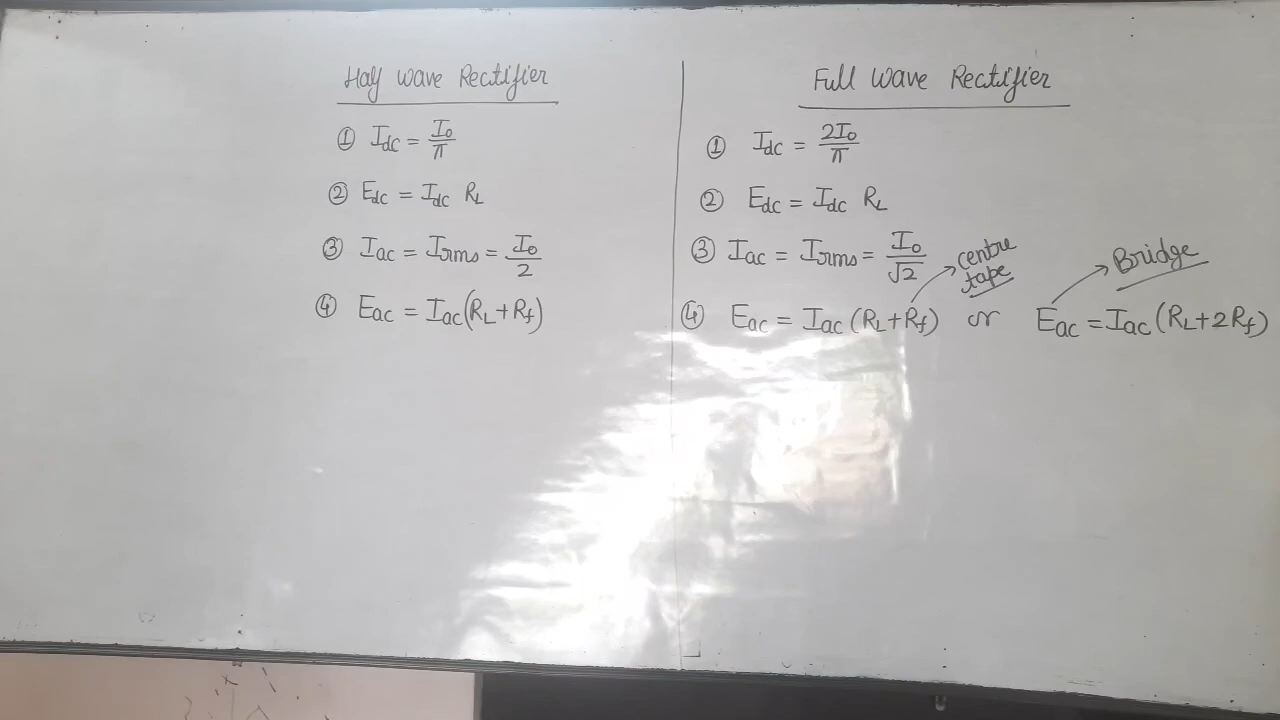 Half Wave Rectifier
① Idc = I₀/π
② Edc = Idc RL
③ Iac = Irms = I₀/2
④ Eac = Iac(RL+Rf)
Full Wave Rectifier
① Idc = 2I₀/π
② Edc = Idc RL
③ Iac = Irms = I₀/√2
centre
tape
Bridge
④ Eac = Iac (RL+Rf) or Eac = Iac (RL+2Rf)